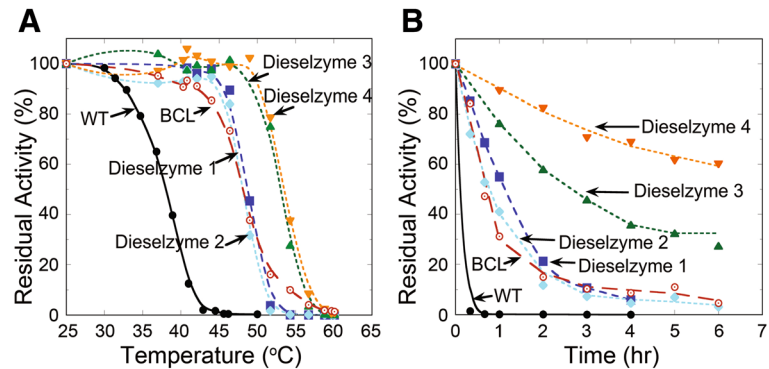 A
Residual Activity (%)
100
80
60
40
20
0
25 30 35 40 45 50 55 60 65
Temperature (°C)
WT
BCL
Dieselzyme 1
Dieselzyme 2
Dieselzyme 3
Dieselzyme 4
B
Residual Activity (%)
100
80
60
40
20
0
0 1 2 3 4 5 6 7
Time (hr)
Dieselzyme 4
Dieselzyme 3
Dieselzyme 2
Dieselzyme 1
BCL
WT